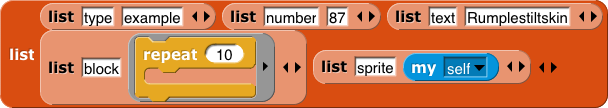 list type example list number 87 list text Rumplestiltskin
list list block repeat 10 list sprite my self